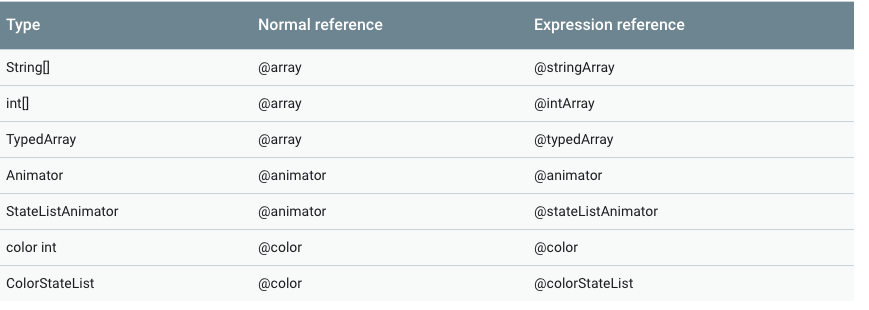 Type Normal reference Expression reference
String[] @array @stringArray
int[] @array @intArray
TypedArray @array @typedArray
Animator @animator @animator
StateListAnimator @animator @stateListAnimator
color int @color @color
ColorStateList @color @colorStateList